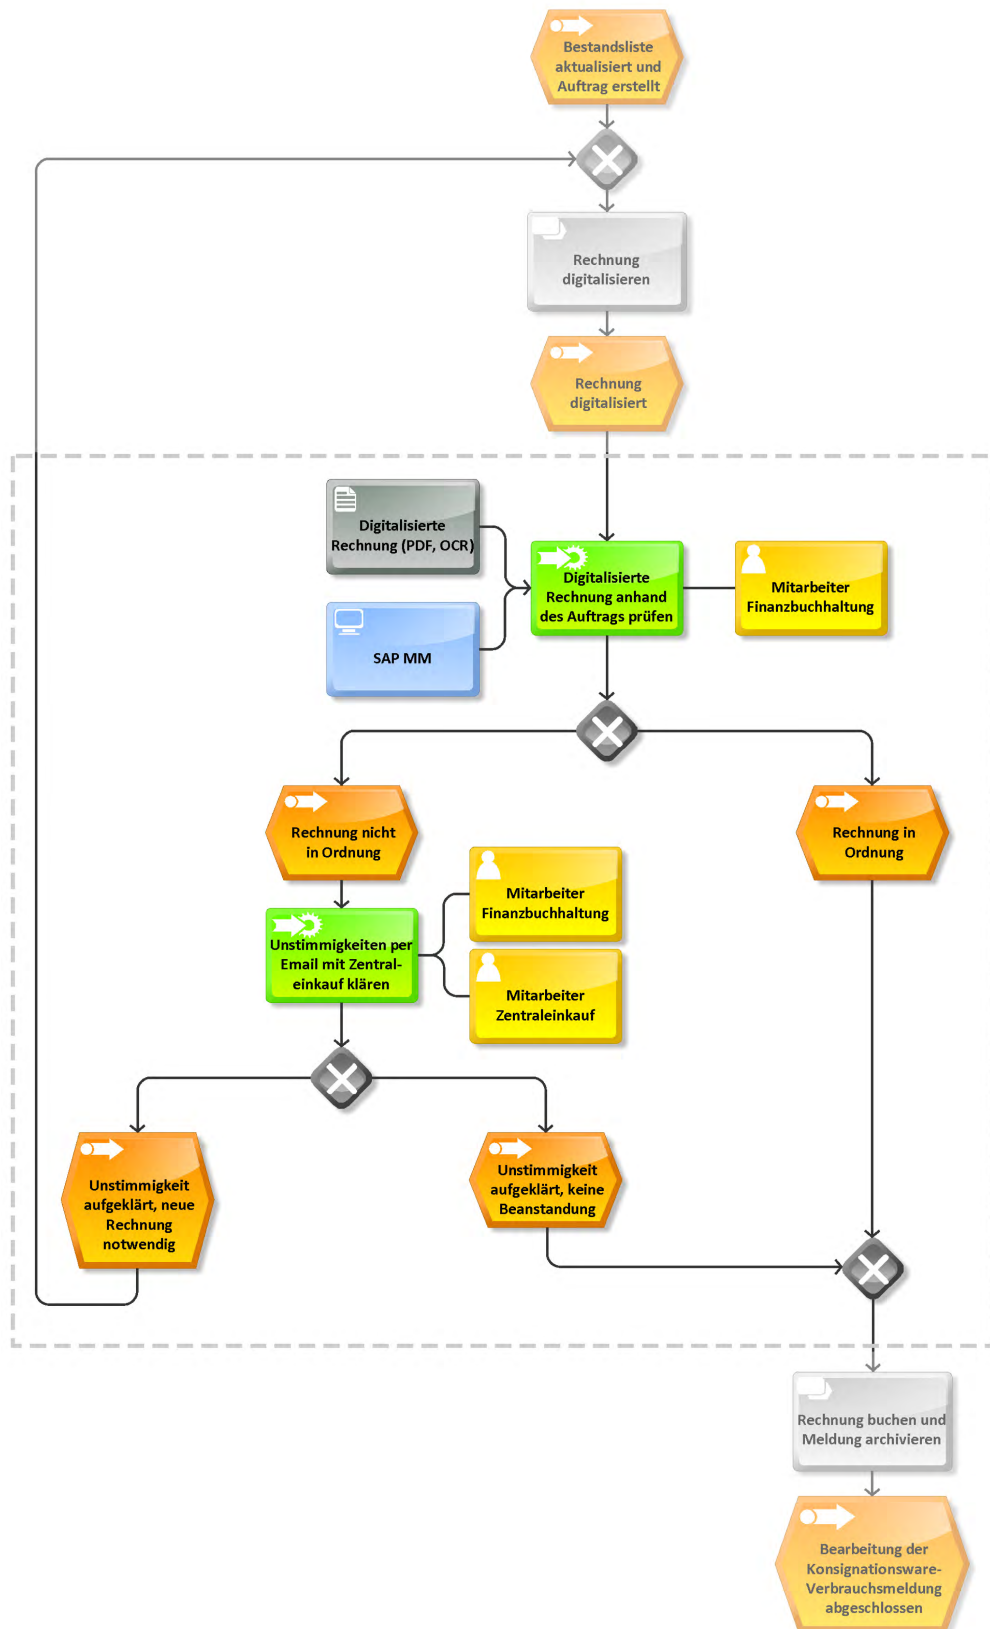 Bestandsliste
aktualisiert und
Auftrag erstellt
Rechnung
digitalisieren
Rechnung
digitalisiert
Digitalisierte
Rechnung (PDF, OCR)
Digitalisierte
Rechnung anhand
des Auftrags prüfen
Mitarbeiter
Finanzbuchhaltung
SAP MM
Rechnung nicht
in Ordnung
Rechnung in
Ordnung
Mitarbeiter
Finanzbuchhaltung
Unstimmigkeiten per
Email mit Zentral-
einkauf klären
Mitarbeiter
Zentraleinkauf
Unstimmigkeit
aufgeklärt, neue
Rechnung
notwendig
Unstimmigkeit
aufgeklärt, keine
Beanstandung
Rechnung buchen und
Meldung archivieren
Bearbeitung der
Konsignationsware-
Verbrauchsmeldung
abgeschlossen